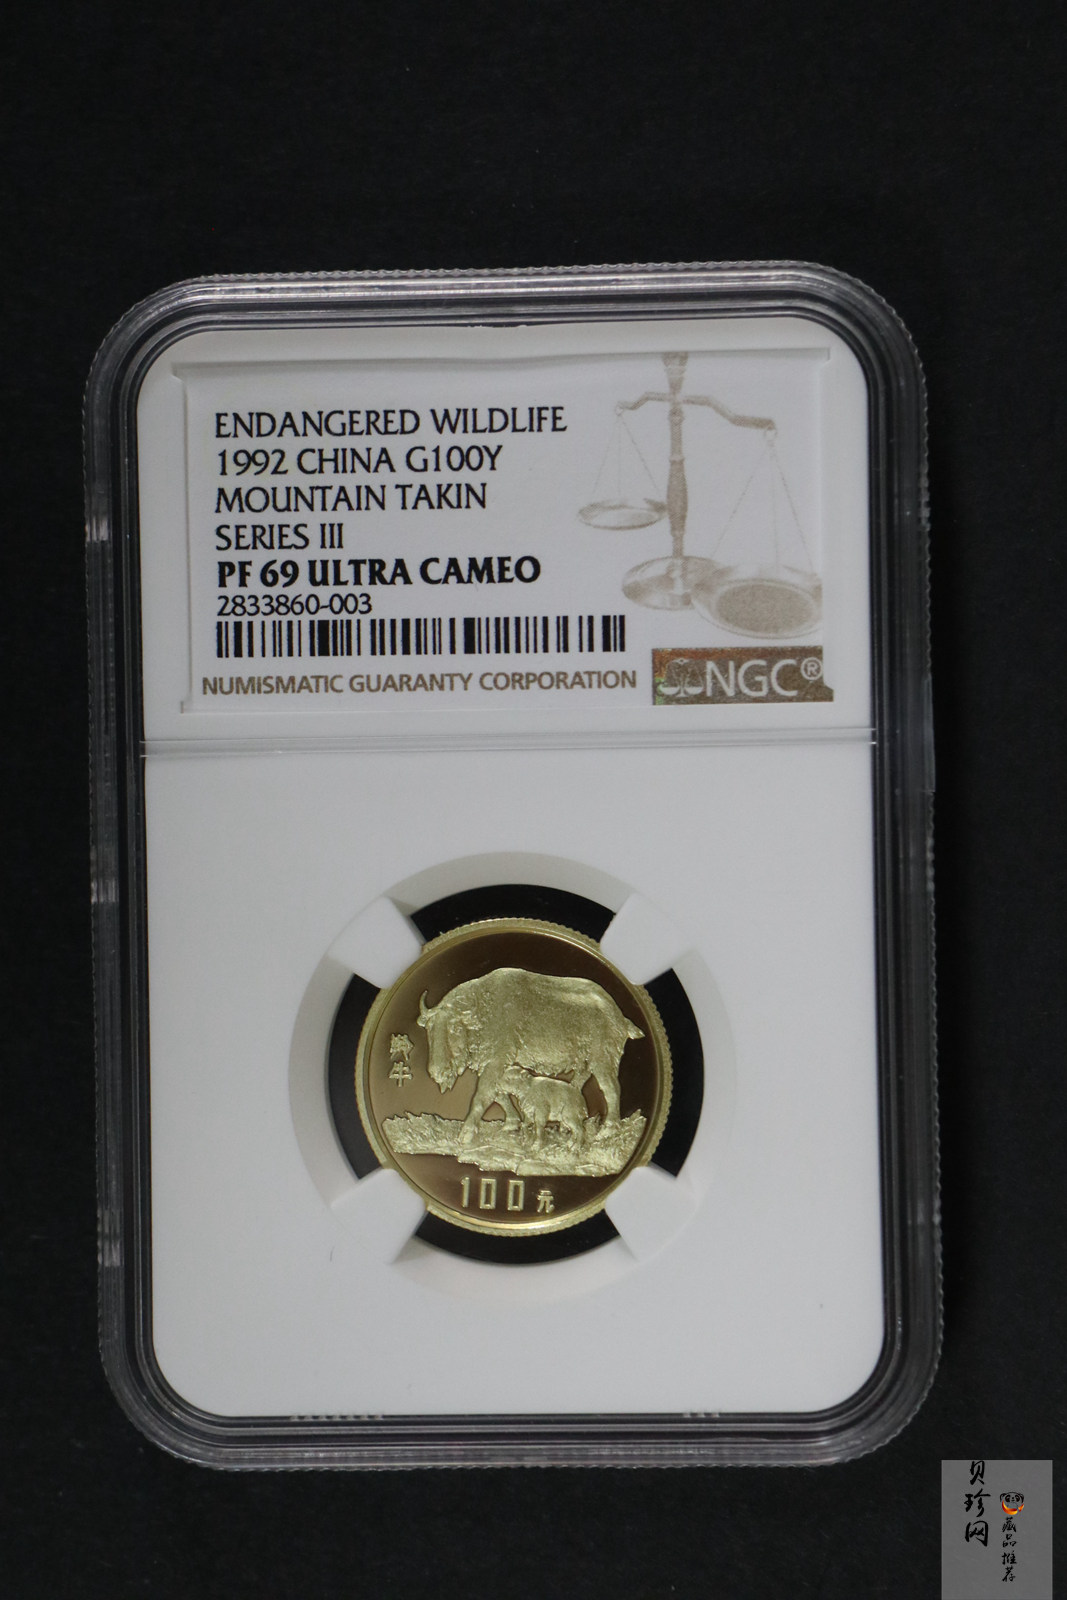 ENDANGERED WILDLIFE
1992 CHINA G100Y
MOUNTAIN TAKIN
SERIES III
PF 69 ULTRA CAMEO
2833860-003
NUMISMATIC GUARANTY CORPORATION
NGC®
羚牛
100元
贝珍网
藏品推荐